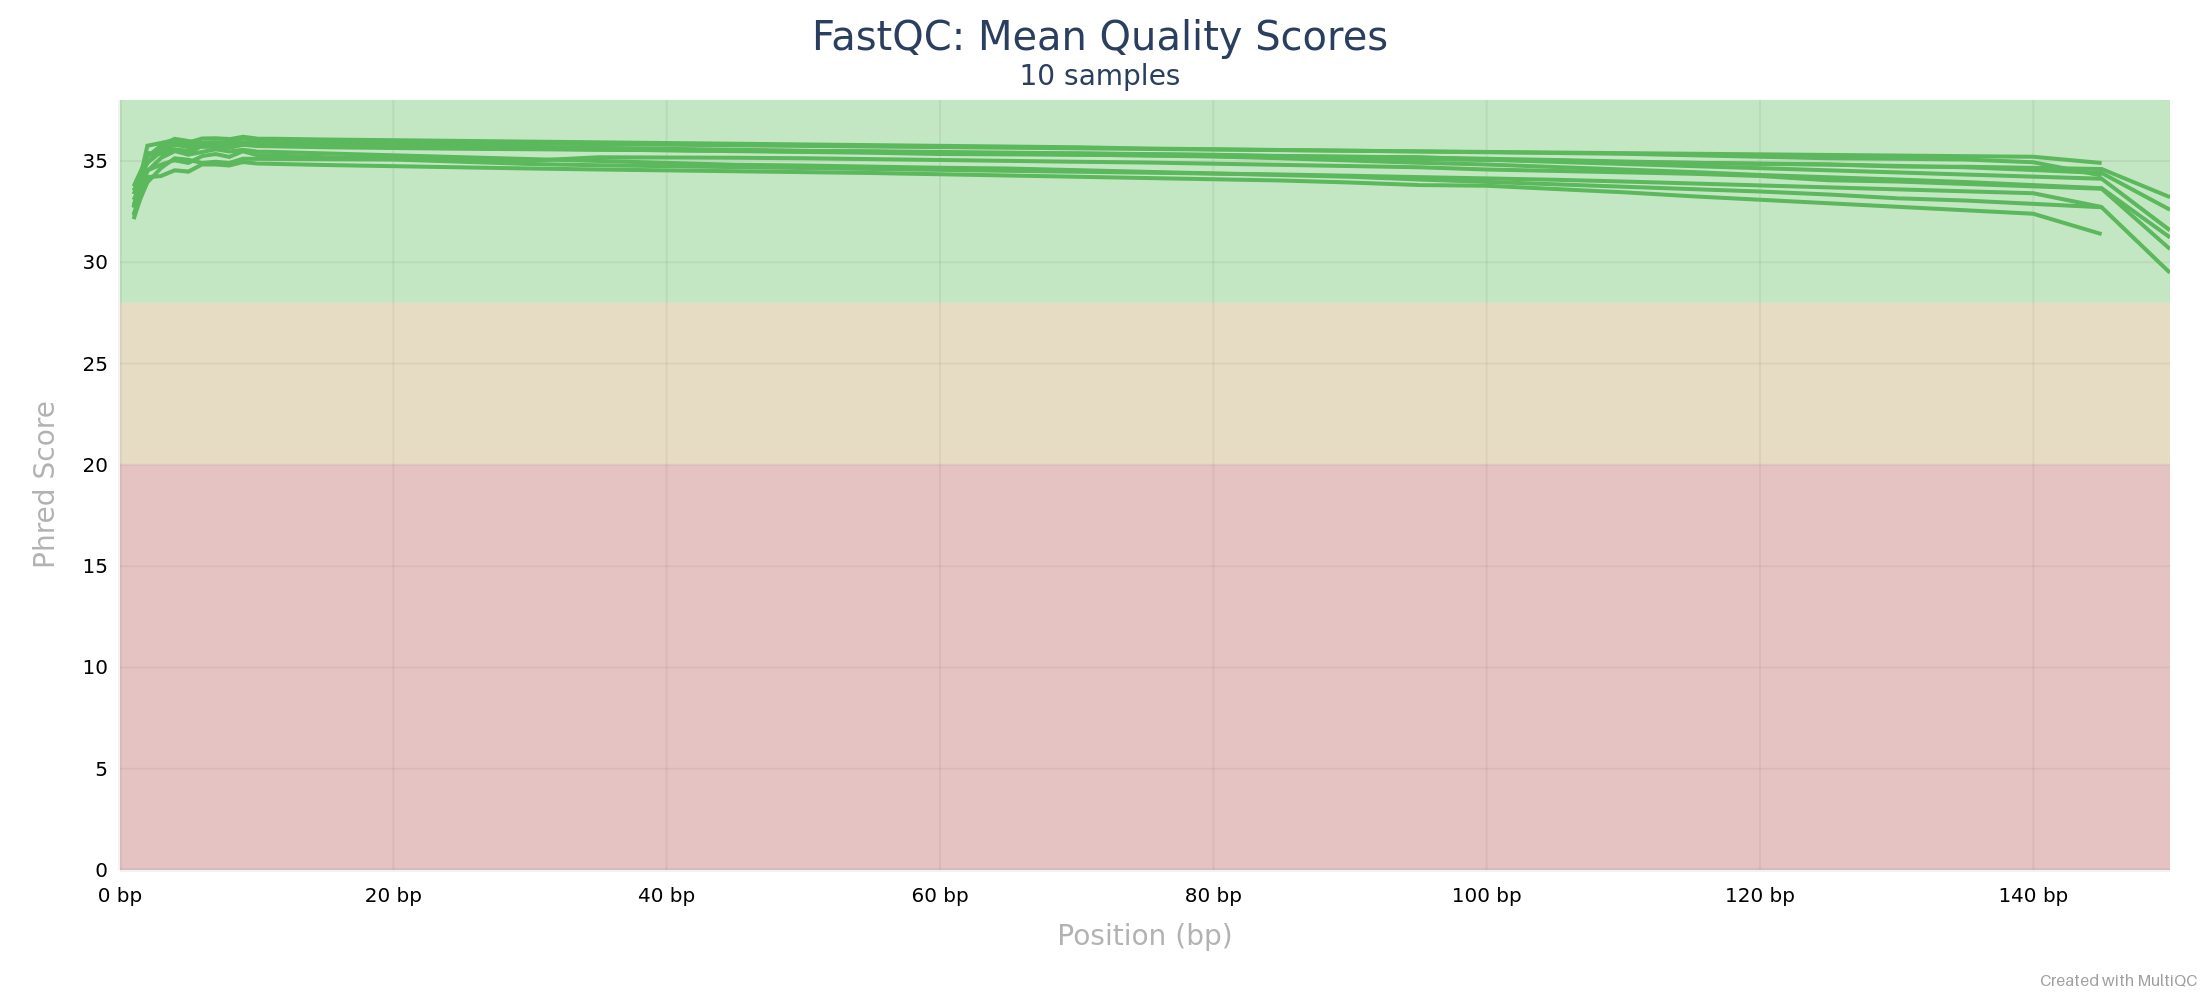 FastQC: Mean Quality Scores
10 samples
Phred Score
35
30
25
20
15
10
5
0
0 bp 20 bp 40 bp 60 bp 80 bp 100 bp 120 bp 140 bp
Position (bp)
Created with MultiQC